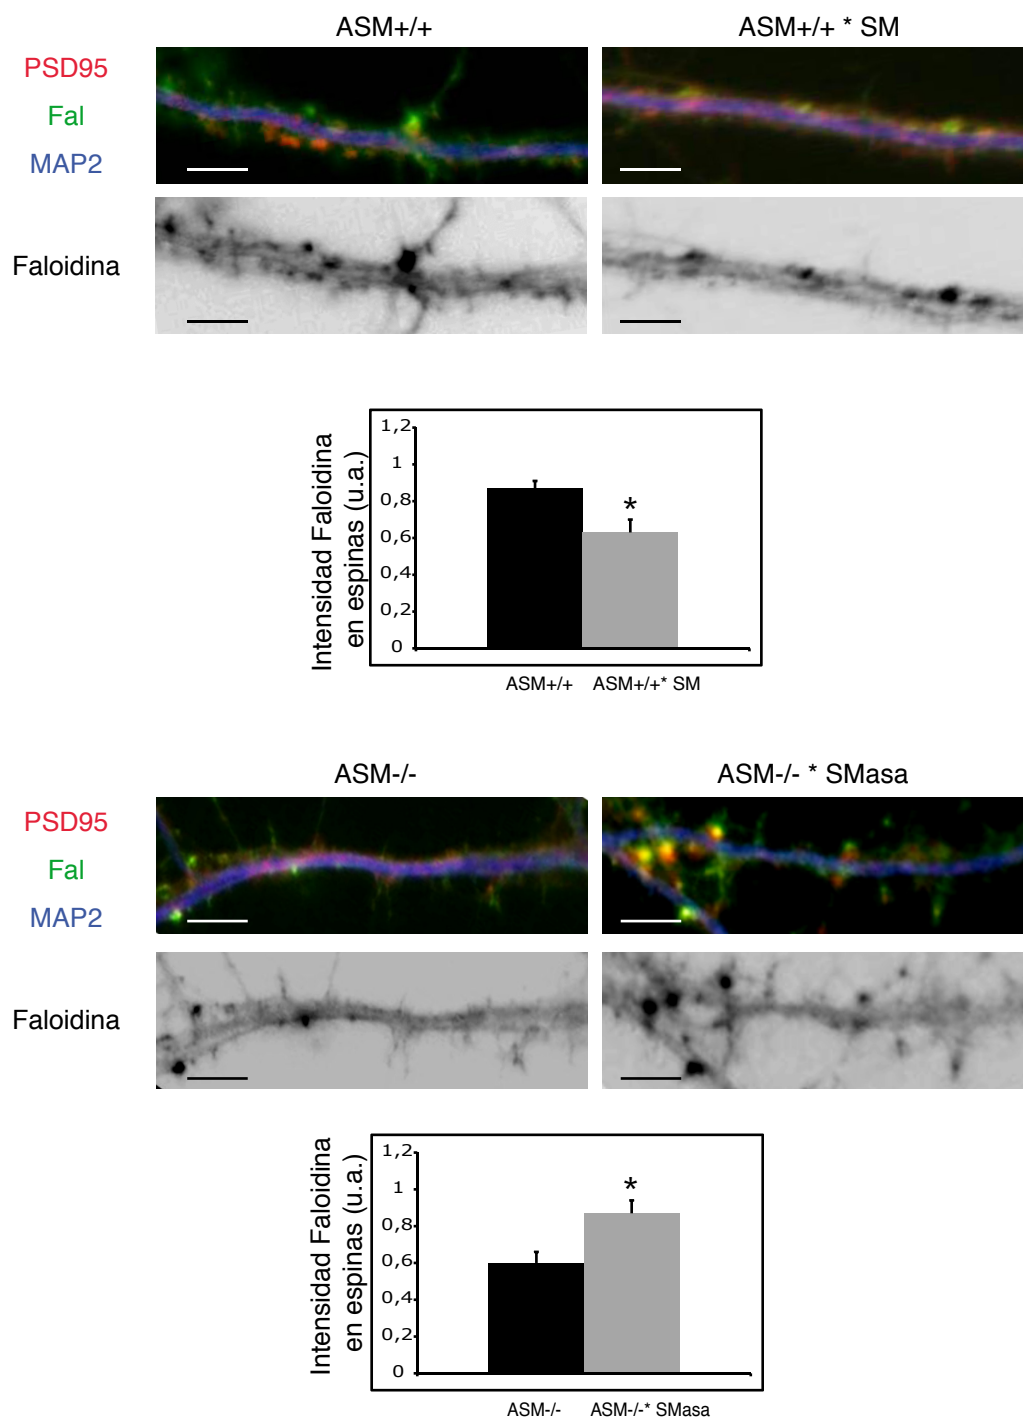 ASM+/+
ASM+/+ * SM
PSD95
Fal
MAP2
Faloidina
Intensidad Faloidina
en espinas (u.a.)
1,2
1
0,8
0,6
0,4
0,2
0
*
ASM+/+
ASM+/+* SM
ASM-/-
ASM-/- * SMasa
PSD95
Fal
MAP2
Faloidina
Intensidad Faloidina
en espinas (u.a.)
1,2
1
0,8
0,6
0,4
0,2
0
*
ASM-/-
ASM-/-* SMasa